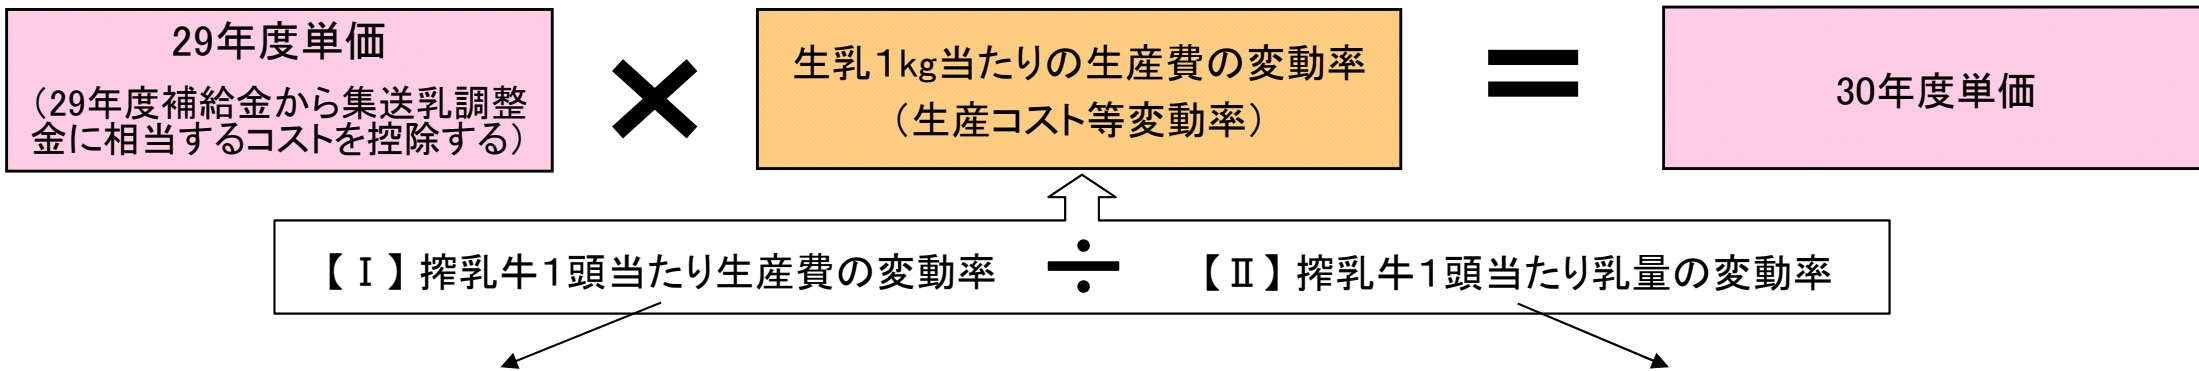 29年度単価
（29年度補給金から集送乳調整
金に相当するコストを控除する）
×
生乳１kg当たりの生産費の変動率
（生産コスト等変動率）
＝
30年度単価
【Ⅰ】搾乳牛１頭当たり生産費の変動率 ÷ 【Ⅱ】搾乳牛１頭当たり乳量の変動率